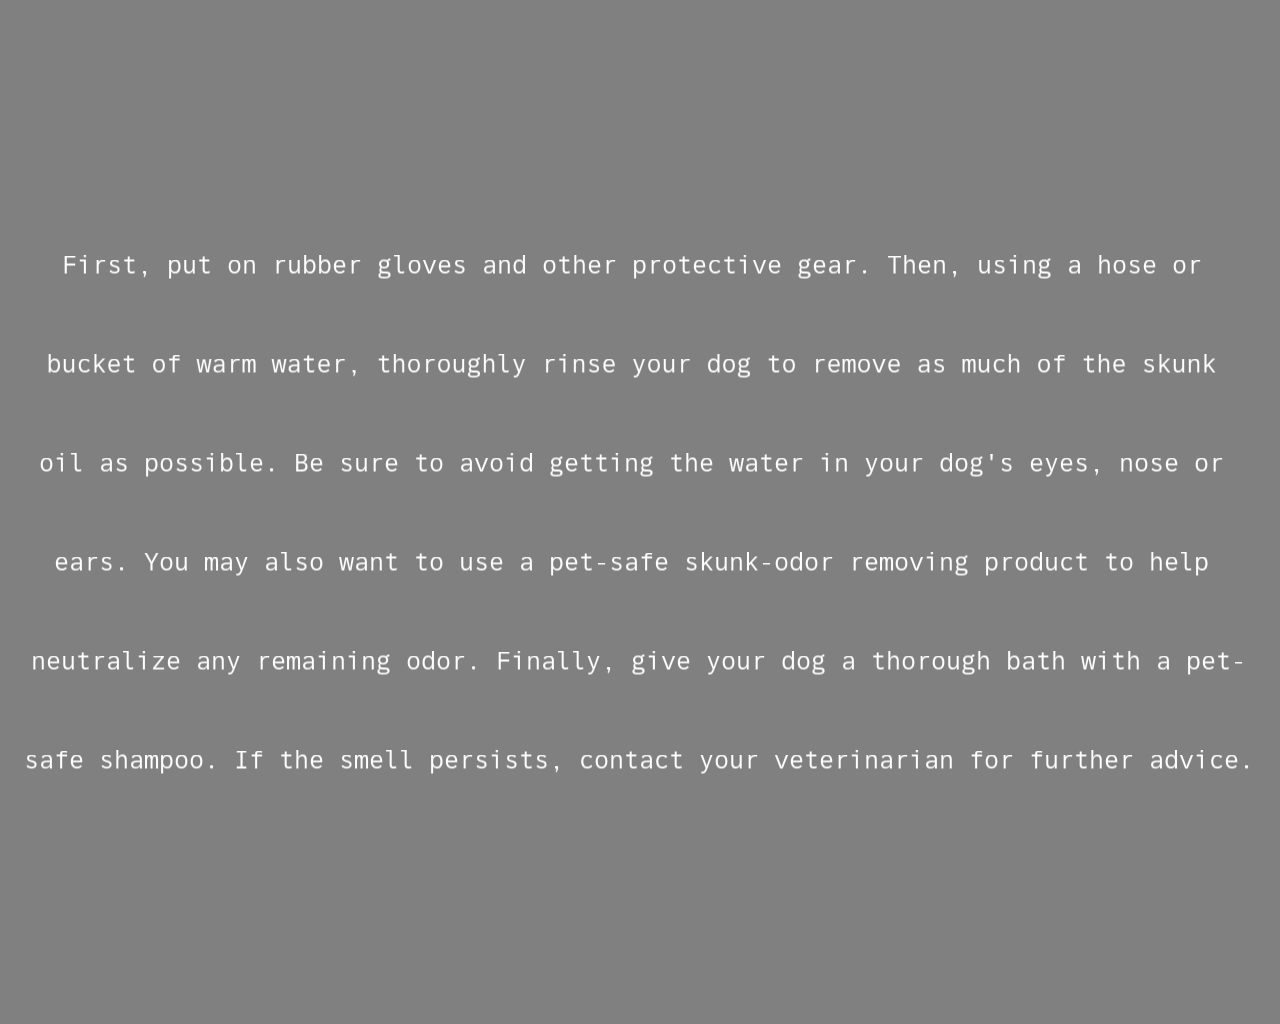 First, put on rubber gloves and other protective gear. Then, using a hose or
bucket of warm water, thoroughly rinse your dog to remove as much of the skunk
oil as possible. Be sure to avoid getting the water in your dog's eyes, nose or
ears. You may also want to use a pet-safe skunk-odor removing product to help
neutralize any remaining odor. Finally, give your dog a thorough bath with a pet-
safe shampoo. If the smell persists, contact your veterinarian for further advice.